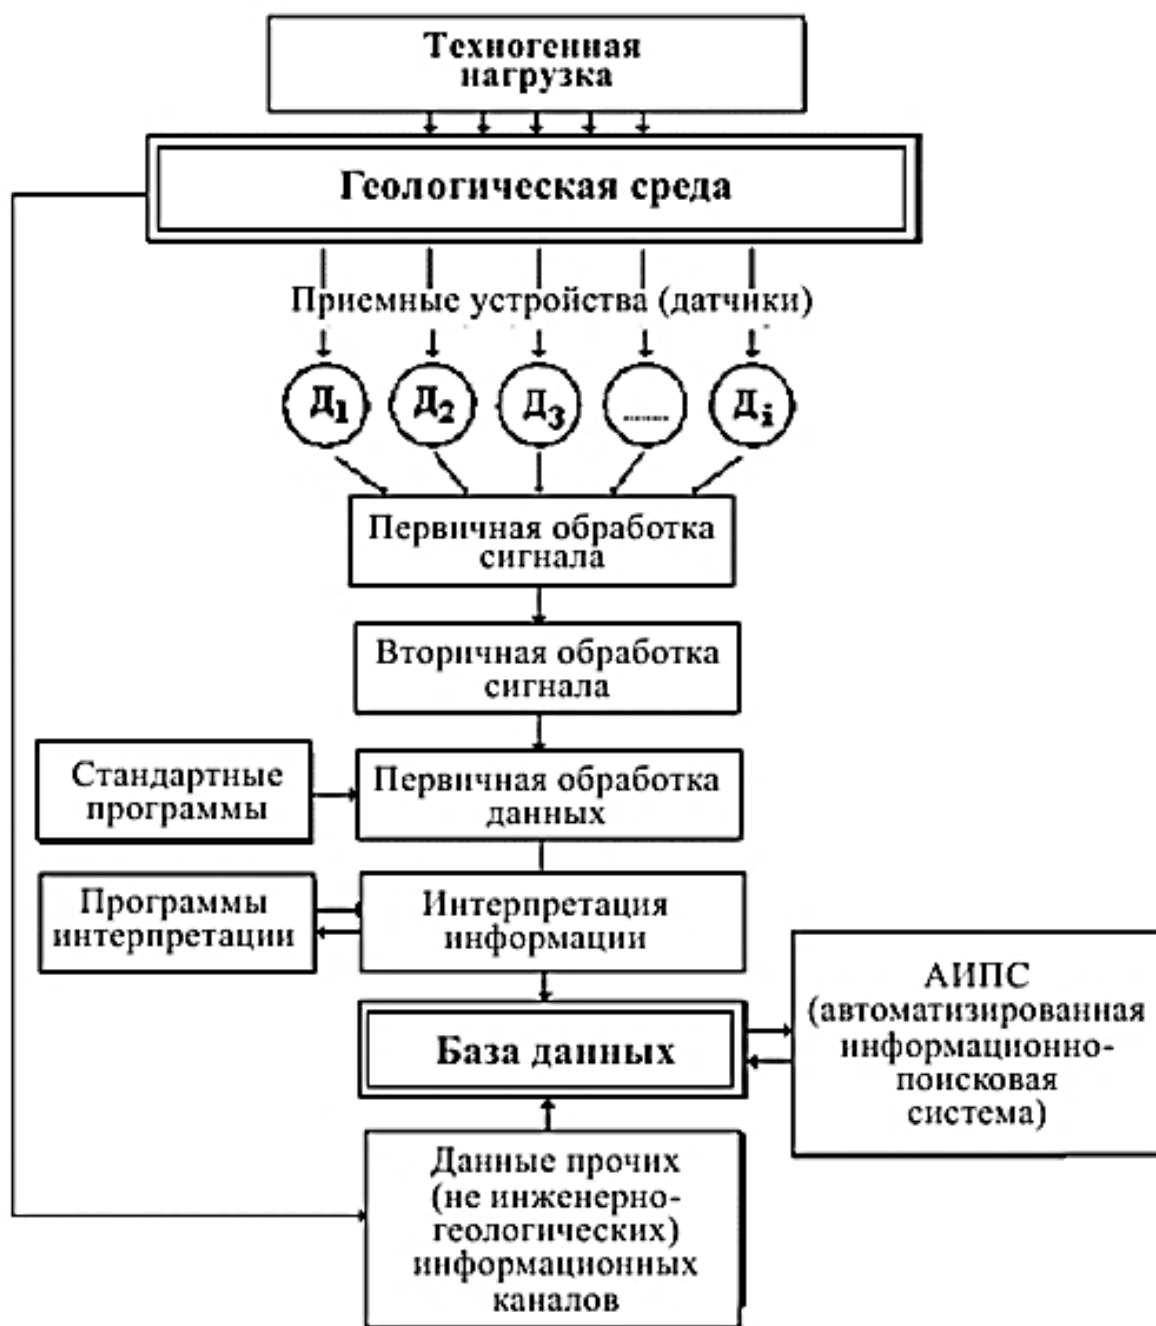 Техногенная
нагрузка
Геологическая среда
Приемные устройства (датчики)
Д1 Д2 Д3 ....... Дi
Первичная обработка
сигнала
Вторичная обработка
сигнала
Стандартные
программы
Первичная обработка
данных
Программы
интерпретации
Интерпретация
информации
АИПС
(автоматизированная
информационно-
поисковая
система)
База данных
Данные прочих
(не инженерно-
геологических)
информационных
каналов